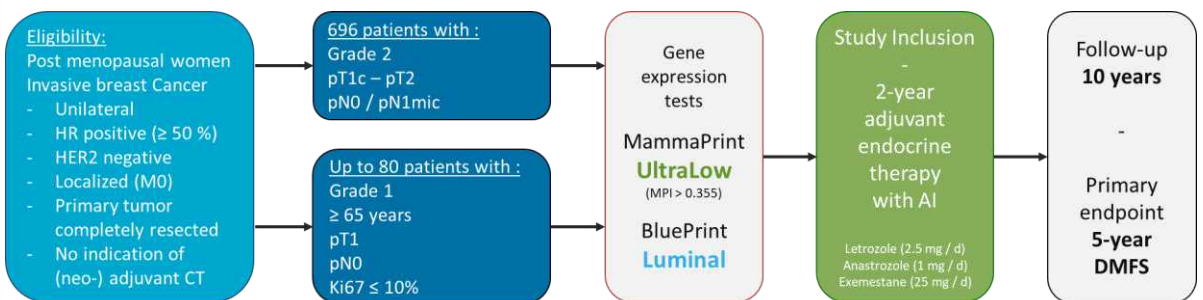 Eligibility:
Post menopausal women
Invasive breast Cancer
- Unilateral
- HR positive (≥ 50 %)
- HER2 negative
- Localized (M0)
- Primary tumor
completely resected
- No indication of
(neo-) adjuvant CT
696 patients with :
Grade 2
pT1c – pT2
pN0 / pN1mic
Up to 80 patients with :
Grade 1
≥ 65 years
pT1
pN0
Ki67 ≤ 10%
Gene
expression
tests
MammaPrint
UltraLow
(MPI > 0.355)
BluePrint
Luminal
Study Inclusion
-
2-year
adjuvant
endocrine
therapy
with AI
Letrozole (2.5 mg / d)
Anastrozole (1 mg / d)
Exemestane (25 mg / d)
Follow-up
10 years
-
Primary
endpoint
5-year
DMFS